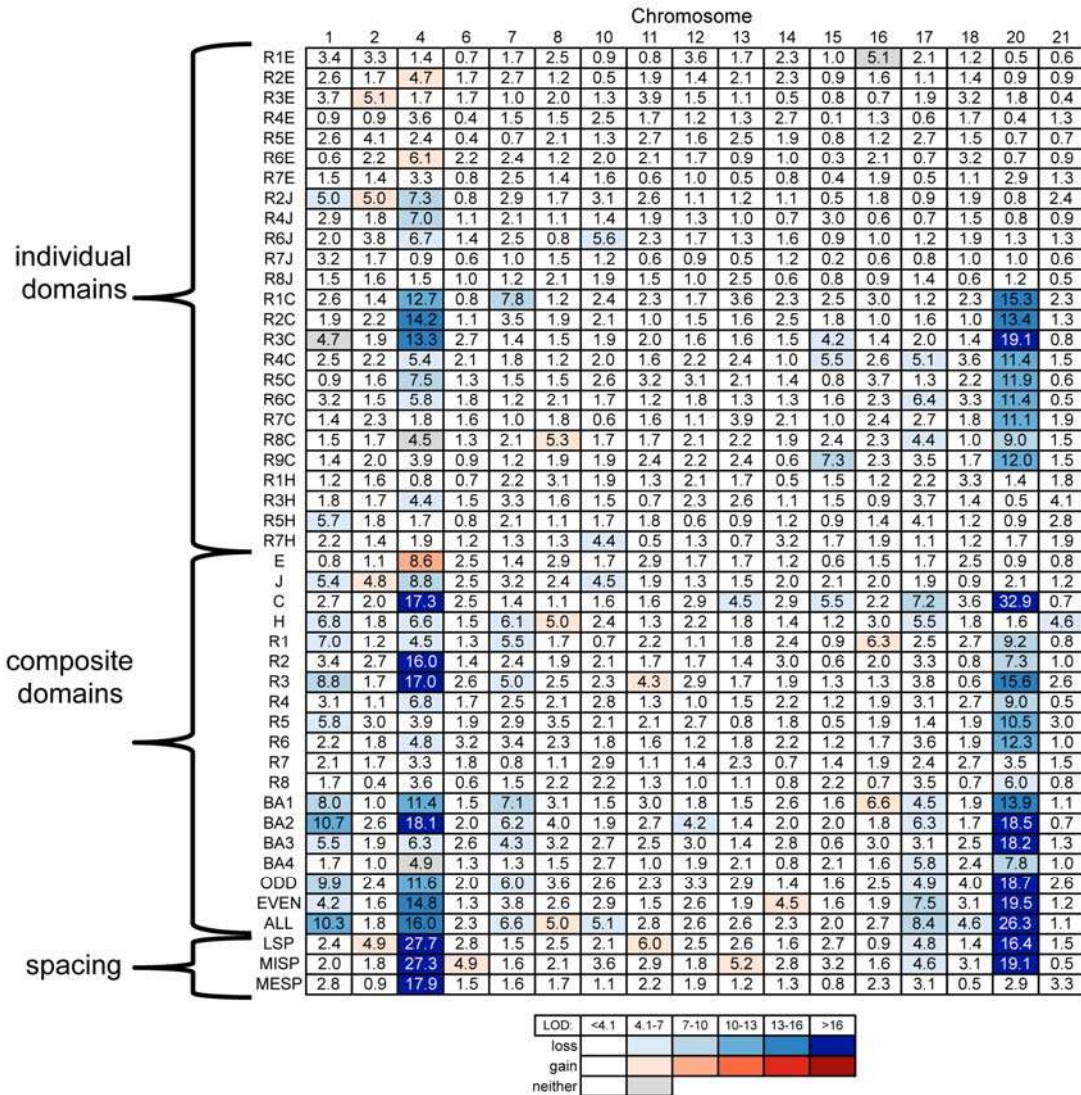 Chromosome
1 2 4 6 7 8 10 11 12 13 14 15 16 17 18 20 21
R1E 3.4 3.3 1.4 0.7 1.7 2.5 0.9 0.8 3.6 1.7 2.3 1.0 5.1 2.1 1.2 0.5 0.6
R2E 2.6 1.7 4.7 1.7 2.7 1.2 0.5 1.9 1.4 2.1 2.3 0.9 1.6 1.1 1.4 0.9 0.9
R3E 3.7 5.1 1.7 1.7 1.0 2.0 1.3 3.9 1.5 1.1 0.5 0.8 0.7 1.9 3.2 1.8 0.4
R4E 0.9 0.9 3.6 0.4 1.5 1.5 2.5 1.7 1.2 1.3 2.7 0.1 1.3 0.6 1.7 0.4 1.3
R5E 2.6 4.1 2.4 0.4 0.7 2.1 1.3 2.7 1.6 2.5 1.9 0.8 1.2 2.7 1.5 0.7 0.7
R6E 0.6 2.2 6.1 2.2 2.4 1.2 2.0 2.1 1.7 0.9 1.0 0.3 2.1 0.7 3.2 0.7 0.9
R7E 1.5 1.4 3.3 0.8 2.5 1.4 1.6 0.6 1.0 0.5 0.8 0.4 1.9 0.5 1.1 2.9 1.3
R2J 5.0 5.0 7.3 0.8 2.9 1.7 3.1 2.6 1.1 1.2 1.1 0.5 1.8 0.9 1.9 0.8 2.4
R4J 2.9 1.8 7.0 1.1 2.1 1.1 1.4 1.9 1.3 1.0 0.7 3.0 0.6 0.7 1.5 0.8 0.9
R6J 2.0 3.8 6.7 1.4 2.5 0.8 5.6 2.3 1.7 1.3 1.6 0.9 1.0 1.2 1.9 1.3 1.3
R7J 3.2 1.7 0.9 0.6 1.0 1.5 1.2 0.6 0.9 0.5 1.2 0.2 0.6 0.8 1.0 1.0 0.6
individual
R8J 1.5 1.6 1.5 1.0 1.2 2.1 1.9 1.5 1.0 2.5 0.6 0.8 0.9 1.4 0.6 1.2 0.5
domains
R1C 2.6 1.4 12.7 0.8 7.8 1.2 2.4 2.3 1.7 3.6 2.3 2.5 3.0 1.2 2.3 15.3 2.3
R2C 1.9 2.2 14.2 1.1 3.5 1.9 2.1 1.0 1.5 1.6 2.5 1.8 1.0 1.6 1.0 13.4 1.3
R3C 4.7 1.9 13.3 2.7 1.4 1.5 1.9 2.0 1.6 1.6 1.5 4.2 1.4 2.0 1.4 19.1 0.8
R4C 2.5 2.2 5.4 2.1 1.8 1.2 2.0 1.6 2.2 2.4 1.0 5.5 2.6 5.1 3.6 11.4 1.5
R5C 0.9 1.6 7.5 1.3 1.5 1.5 2.6 3.2 3.1 2.1 1.4 0.8 3.7 1.3 2.2 11.9 0.6
R6C 3.2 1.5 5.8 1.8 1.2 2.1 1.7 1.2 1.8 1.3 1.3 1.6 2.3 6.4 3.3 11.4 0.5
R7C 1.4 2.3 1.8 1.6 1.0 1.8 0.6 1.6 1.1 3.9 2.1 1.0 2.4 2.7 1.8 11.1 1.9
R8C 1.5 1.7 4.5 1.3 2.1 5.3 1.7 1.7 2.1 2.2 1.9 2.4 2.3 4.4 1.0 9.0 1.5
R9C 1.4 2.0 3.9 0.9 1.2 1.9 1.9 2.4 2.2 2.4 0.6 7.3 2.3 3.5 1.7 12.0 1.5
R1H 1.2 1.6 0.8 0.7 2.2 3.1 1.9 1.3 2.1 1.7 0.5 1.5 1.2 2.2 3.3 1.4 1.8
R3H 1.8 1.7 4.4 1.5 3.3 1.6 1.5 0.7 2.3 2.6 1.1 1.5 0.9 3.7 1.4 0.5 4.1
R5H 5.7 1.8 1.7 0.8 2.1 1.1 1.7 1.8 0.6 0.9 1.2 0.9 1.4 4.1 1.2 0.9 2.8
R7H 2.2 1.4 1.9 1.2 1.3 1.3 4.4 0.5 1.3 0.7 3.2 1.7 1.9 1.1 1.2 1.7 1.9
E 0.8 1.1 8.6 2.5 1.4 2.9 1.7 2.9 1.7 1.7 1.2 0.6 1.5 1.7 2.5 0.9 0.8
J 5.4 4.8 8.8 2.5 3.2 2.4 4.5 1.9 1.3 1.5 2.0 2.1 2.0 1.9 0.9 2.1 1.2
C 2.7 2.0 17.3 2.5 1.4 1.1 1.6 1.6 2.9 4.5 2.9 5.5 2.2 7.2 3.6 32.9 0.7
H 6.8 1.8 6.6 1.5 6.1 5.0 2.4 1.3 2.2 1.8 1.4 1.2 3.0 5.5 1.8 1.6 4.6
R1 7.0 1.2 4.5 1.3 5.5 1.7 0.7 2.2 1.1 1.8 2.4 0.9 6.3 2.5 2.7 9.2 0.8
composite
R2 3.4 2.7 16.0 1.4 2.4 1.9 2.1 1.7 1.7 1.4 3.0 0.6 2.0 3.3 0.8 7.3 1.0
domains
R3 8.8 1.7 17.0 2.6 5.0 2.5 2.3 4.3 2.9 1.7 1.9 1.3 1.3 3.8 0.6 15.6 2.6
R4 3.1 1.1 6.8 1.7 2.5 2.1 2.8 1.3 1.0 1.5 2.2 1.2 1.9 3.1 2.7 9.0 0.5
R5 5.8 3.0 3.9 1.9 2.9 3.5 2.1 2.1 2.7 0.8 1.8 0.5 1.9 1.4 1.9 10.5 3.0
R6 2.2 1.8 4.8 3.2 3.4 2.3 1.8 1.6 1.2 1.8 2.2 1.2 1.7 3.6 1.9 12.3 1.0
R7 2.1 1.7 3.3 1.8 0.8 1.1 2.9 1.1 1.4 2.3 0.7 1.4 1.9 2.4 2.7 3.5 1.5
R8 1.7 0.4 3.6 0.6 1.5 2.2 2.2 1.3 1.0 1.1 0.8 2.2 0.7 3.5 0.7 6.0 0.8
BA1 8.0 1.0 11.4 1.5 7.1 3.1 1.5 3.0 1.8 1.5 2.6 1.6 6.6 4.5 1.9 13.9 1.1
BA2 10.7 2.6 18.1 2.0 6.2 4.0 1.9 2.7 4.2 1.4 2.0 2.0 1.8 6.3 1.7 18.5 0.7
BA3 5.5 1.9 6.3 2.6 4.3 3.2 2.7 2.5 3.0 1.4 2.8 0.6 3.0 3.1 2.5 18.2 1.3
BA4 1.7 1.0 4.9 1.3 1.3 1.5 2.7 1.0 1.9 2.1 0.8 2.1 1.6 5.8 2.4 7.8 1.0
ODD 9.9 2.4 11.6 2.0 6.0 3.6 2.6 2.3 3.3 2.9 1.4 1.6 2.5 4.9 4.0 18.7 2.6
EVEN 4.2 1.6 14.8 1.3 3.8 2.6 2.9 1.5 2.6 1.9 4.5 1.6 1.9 7.5 3.1 19.5 1.2
ALL 10.3 1.8 16.0 2.3 6.6 5.0 5.1 2.8 2.6 2.6 2.3 2.0 2.7 8.4 4.6 26.3 1.1
LSP 2.4 4.9 27.7 2.8 1.5 2.5 2.1 6.0 2.5 2.6 1.6 2.7 0.9 4.8 1.4 16.4 1.5
spacing
MISP 2.0 1.8 27.3 4.9 1.6 2.1 3.6 2.9 1.8 5.2 2.8 3.2 1.6 4.6 3.1 19.1 0.5
MESP 2.8 0.9 17.9 1.5 1.6 1.7 1.1 2.2 1.9 1.2 1.3 0.8 2.3 3.1 0.5 2.9 3.3
LOD: <4.1 4.1-7 7-10 10-13 13-16 >16
loss
gain
neither